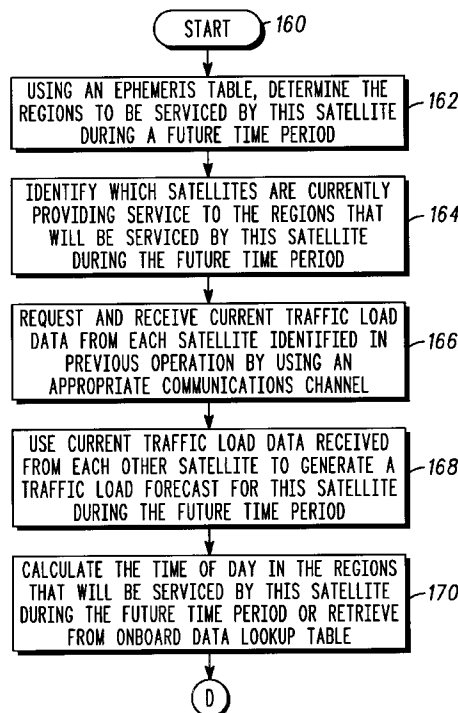 START
160
USING AN EPHEMERIS TABLE, DETERMINE THE
REGIONS TO BE SERVICED BY THIS SATELLITE
DURING A FUTURE TIME PERIOD
162
IDENTIFY WHICH SATELLITES ARE CURRENTLY
PROVIDING SERVICE TO THE REGIONS THAT
WILL BE SERVICED BY THIS SATELLITE
DURING THE FUTURE TIME PERIOD
164
REQUEST AND RECEIVE CURRENT TRAFFIC LOAD
DATA FROM EACH SATELLITE IDENTIFIED IN
PREVIOUS OPERATION BY USING AN
APPROPRIATE COMMUNICATIONS CHANNEL
166
USE CURRENT TRAFFIC LOAD DATA RECEIVED
FROM EACH OTHER SATELLITE TO GENERATE A
TRAFFIC LOAD FORECAST FOR THIS SATELLITE
DURING THE FUTURE TIME PERIOD
168
CALCULATE THE TIME OF DAY IN THE REGIONS
THAT WILL BE SERVICED BY THIS SATELLITE
DURING THE FUTURE TIME PERIOD OR RETRIEVE
FROM ONBOARD DATA LOOKUP TABLE
170
D